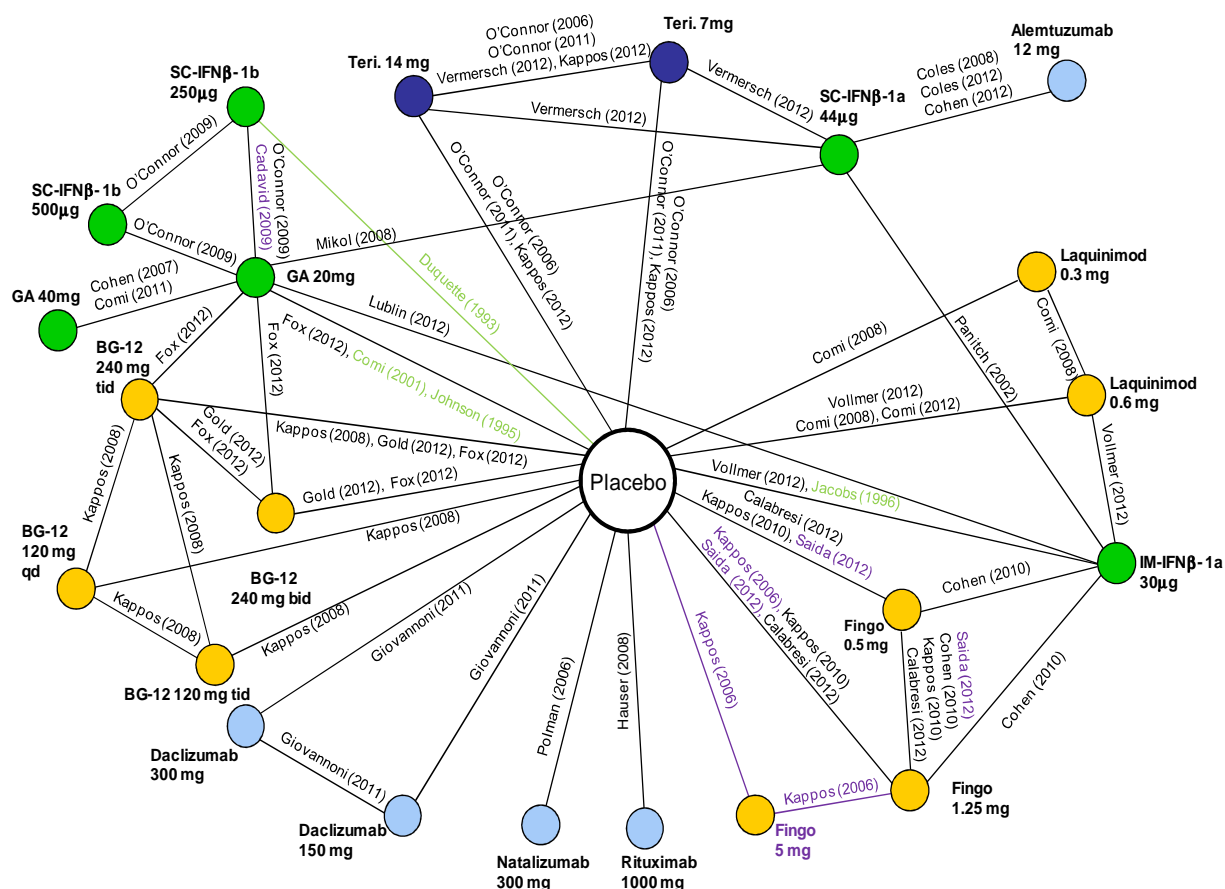 O'Connor (2006)
O'Connor (2011)
Vermersch (2012), Kappos (2012)
Teri. 7mg
Teri. 14 mg
Alemtuzumab
12 mg
SC-IFNβ-1b
250µg
Coles (2008)
Coles (2012)
Cohen (2012)
Vermersch (2012)
SC-IFNβ-1a
44µg
Vermersch (2012)
O'Connor (2009)
O'Connor (2009)
Cadavid (2009)
SC-IFNβ-1b
500µg
O'Connor (2009)
O'Connor (2006)
O'Connor (2011), Kappos (2012)
O'Connor (2006)
O'Connor (2011), Kappos (2012)
Mikol (2008)
GA 20mg
Cohen (2007)
Comi (2011)
GA 40mg
Duquette (1993)
Lublin (2012)
Laquinimod
0.3 mg
Comi (2008)
Comi (2008)
Panitch (2002)
Laquinimod
0.6 mg
Vollmer (2012)
Comi (2008), Comi (2012)
Vollmer (2012)
BG-12
240 mg
tid
Fox (2012)
Fox (2012)
Fox (2012), Comi (2001), Johnson (1995)
Gold (2012)
Fox (2012)
Kappos (2008), Gold (2012), Fox (2012)
Gold (2012), Fox (2012)
Kappos (2008)
Kappos (2008)
Kappos (2008)
Placebo
Vollmer (2012), Jacobs (1996)
Calabresi (2012)
Kappos (2010), Saida (2012)
BG-12
120 mg
qd
Kappos (2008)
BG-12
240 mg bid
Kappos (2008)
BG-12 120 mg tid
IM-IFNβ-1a
30µg
Cohen (2010)
Fingo
0.5 mg
Kappos (2006), Kappos (2010)
Saida (2012), Calabresi (2012)
Saida (2012)
Cohen (2010)
Kappos (2010)
Calabresi (2012)
Cohen (2010)
Giovannoni (2011)
Giovannoni (2011)
Polman (2006)
Hauser (2008)
Kappos (2006)
Daclizumab
300 mg
Giovannoni (2011)
Daclizumab
150 mg
Natalizumab
300 mg
Rituximab
1000 mg
Kappos (2006)
Fingo
5 mg
Fingo
1.25 mg